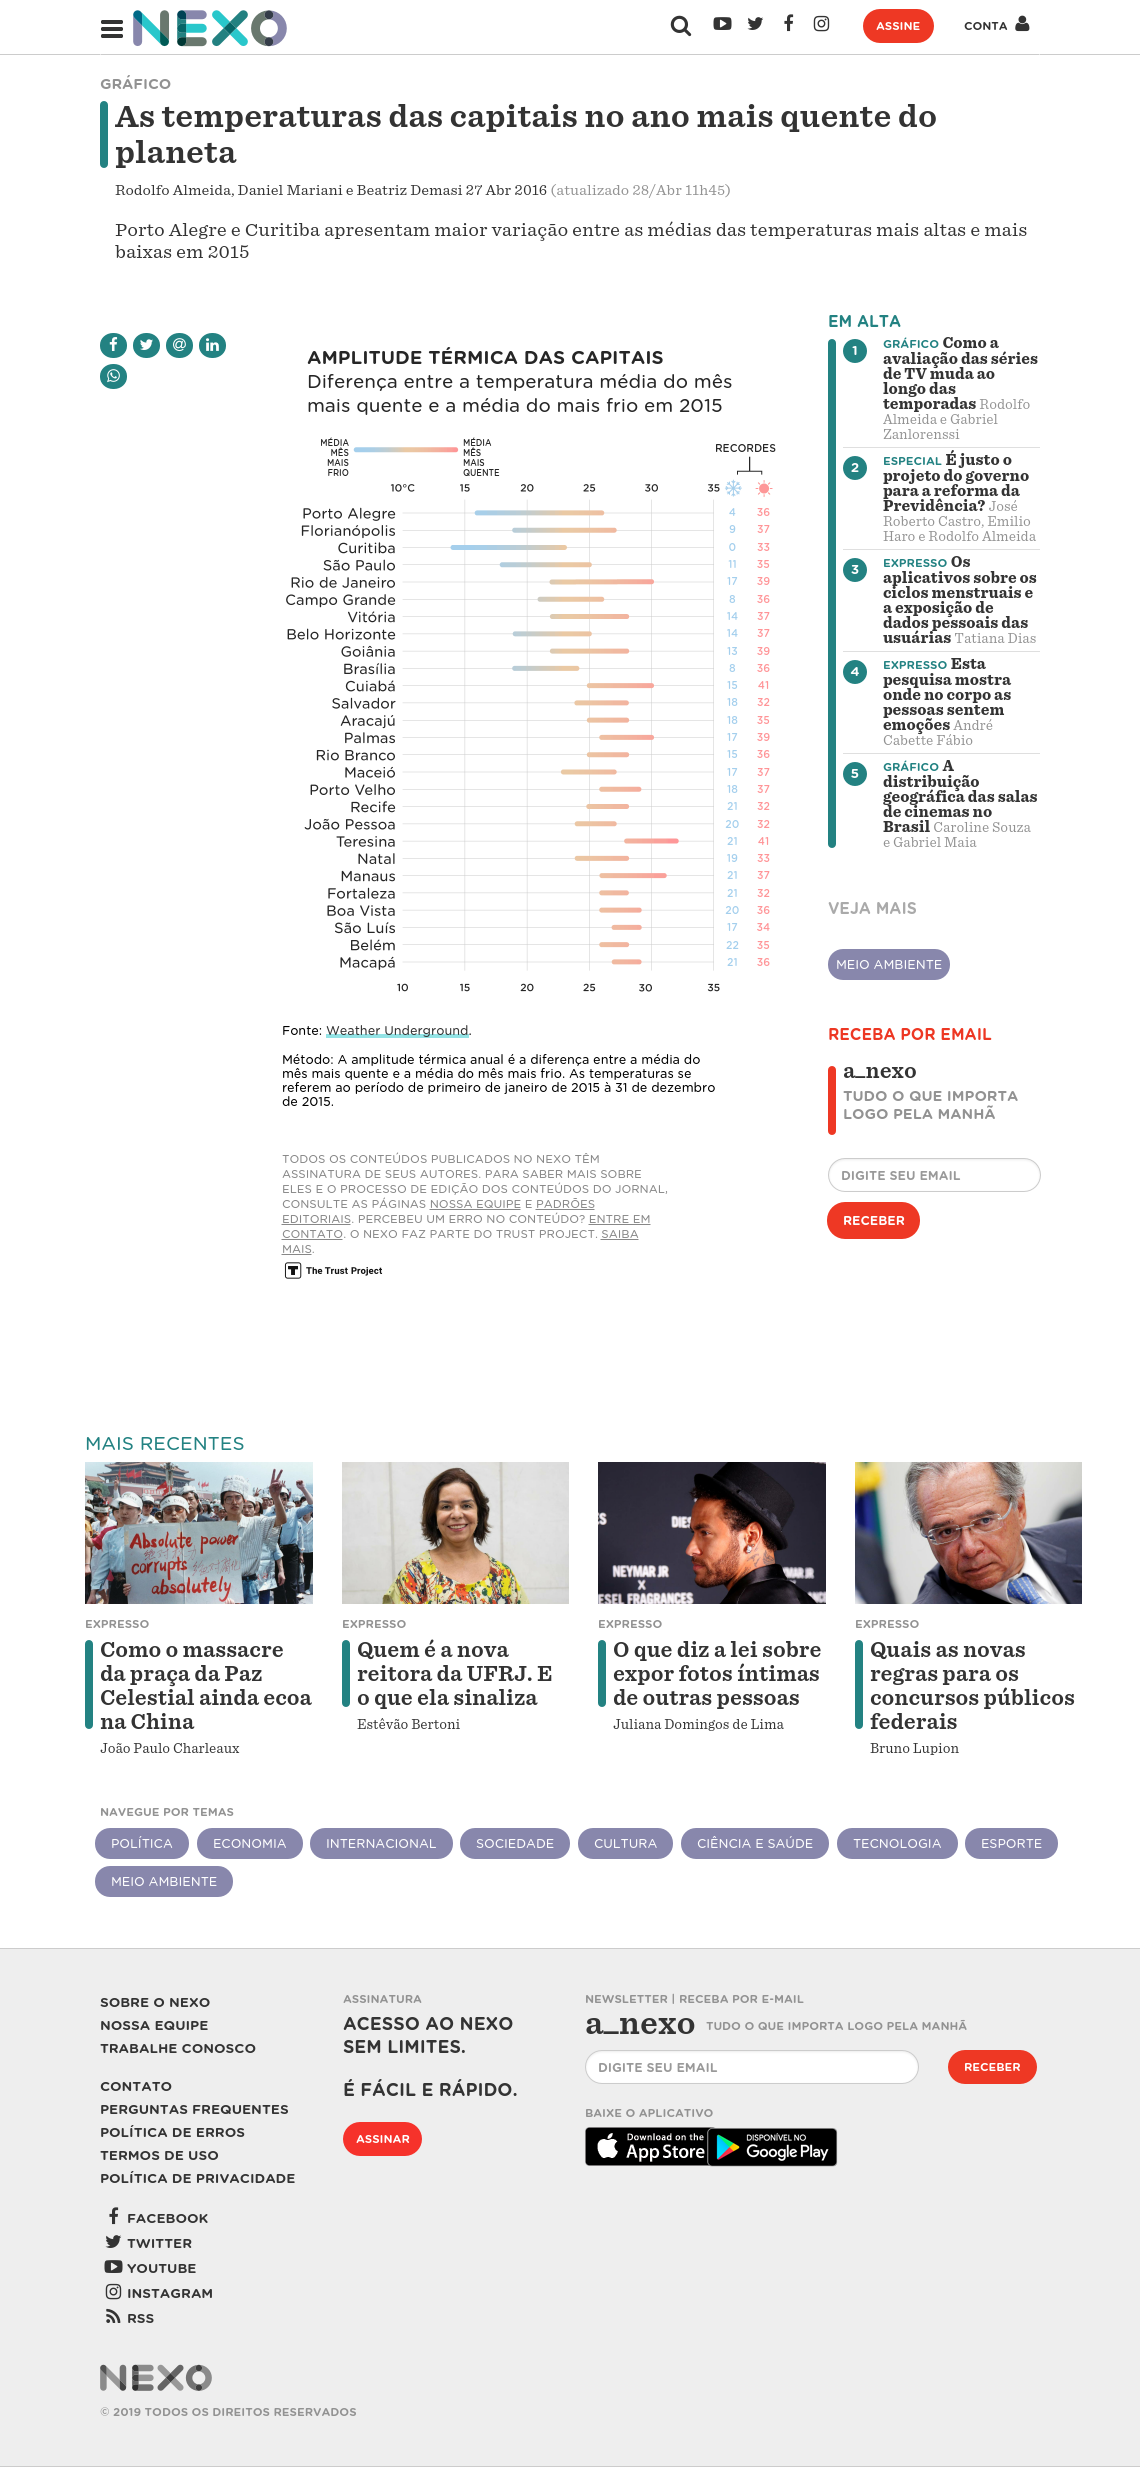 NEXO
ASSINE
CONTA
GRÁFICO
As temperaturas das capitais no ano mais quente do
planeta
Rodolfo Almeida, Daniel Mariani e Beatriz Demasi 27 Abr 2016 (atualizado 28/Abr 11h45)
Porto Alegre e Curitiba apresentam maior variação entre as médias das temperaturas mais altas e mais
baixas em 2015
AMPLITUDE TÉRMICA DAS CAPITAIS
Diferença entre a temperatura média do mês
mais quente e a média do mais frio em 2015
MÉDIA
MÊS
MAIS
FRIO
MÉDIA
MÊS
MAIS
QUENTE
RECORDES
10°C 15 20 25 30 35
Porto Alegre 4 36
Florianópolis 9 37
Curitiba 0 33
São Paulo 11 35
Rio de Janeiro 17 39
Campo Grande 8 36
Vitória 14 37
Belo Horizonte 14 37
Goiânia 13 39
Brasília 8 36
Cuiabá 15 41
Salvador 18 32
Aracajú 18 35
Palmas 17 39
Rio Branco 15 36
Maceió 17 37
Porto Velho 18 37
Recife 21 32
João Pessoa 20 32
Teresina 21 41
Natal 19 33
Manaus 21 37
Fortaleza 21 32
Boa Vista 20 36
São Luís 17 34
Belém 22 35
Macapá 21 36
10 15 20 25 30 35
Fonte: Weather Underground.
Método: A amplitude térmica anual é a diferença entre a média do
mês mais quente e a média do mês mais frio. As temperaturas se
referem ao período de primeiro de janeiro de 2015 à 31 de dezembro
de 2015.
TODOS OS CONTEÚDOS PUBLICADOS NO NEXO TÊM
ASSINATURA DE SEUS AUTORES. PARA SABER MAIS SOBRE
ELES E O PROCESSO DE EDIÇÃO DOS CONTEÚDOS DO JORNAL,
CONSULTE AS PÁGINAS NOSSA EQUIPE E PADRÕES
EDITORIAIS. PERCEBEU UM ERRO NO CONTEÚDO? ENTRE EM
CONTATO. O NEXO FAZ PARTE DO TRUST PROJECT. SAIBA
MAIS.
T The Trust Project
EM ALTA
1 GRÁFICO Como a
avaliação das séries
de TV muda ao
longo das
temporadas Rodolfo
Almeida e Gabriel
Zanlorenssi
2 ESPECIAL É justo o
projeto do governo
para a reforma da
Previdência? José
Roberto Castro, Emilio
Haro e Rodolfo Almeida
3 EXPRESSO Os
aplicativos sobre os
ciclos menstruais e
a exposição de
dados pessoais das
usuárias Tatiana Dias
4 EXPRESSO Esta
pesquisa mostra
onde no corpo as
pessoas sentem
emoções André
Cabette Fábio
5 GRÁFICO A
distribuição
geográfica das salas
de cinemas no
Brasil Caroline Souza
e Gabriel Maia
VEJA MAIS
MEIO AMBIENTE
RECEBA POR EMAIL
a_nexo
TUDO O QUE IMPORTA
LOGO PELA MANHÃ
DIGITE SEU EMAIL
RECEBER
MAIS RECENTES
Absolute power
corrupts
absolutely
DIES
NEYMAR JR
X
ESEL FRAGRANCES
EXPRESSO
Como o massacre
da praça da Paz
Celestial ainda ecoa
na China
João Paulo Charleaux
EXPRESSO
Quem é a nova
reitora da UFRJ. E
o que ela sinaliza
Estêvão Bertoni
EXPRESSO
O que diz a lei sobre
expor fotos íntimas
de outras pessoas
Juliana Domingos de Lima
EXPRESSO
Quais as novas
regras para os
concursos públicos
federais
Bruno Lupion
NAVEGUE POR TEMAS
POLÍTICA ECONOMIA INTERNACIONAL SOCIEDADE CULTURA CIÊNCIA E SAÚDE TECNOLOGIA ESPORTE
MEIO AMBIENTE
SOBRE O NEXO
NOSSA EQUIPE
TRABALHE CONOSCO
CONTATO
PERGUNTAS FREQUENTES
POLÍTICA DE ERROS
TERMOS DE USO
POLÍTICA DE PRIVACIDADE
FACEBOOK
TWITTER
YOUTUBE
INSTAGRAM
RSS
ASSINATURA
ACESSO AO NEXO
SEM LIMITES.
É FÁCIL E RÁPIDO.
ASSINAR
NEWSLETTER | RECEBA POR E-MAIL
a_nexo TUDO O QUE IMPORTA LOGO PELA MANHÃ
DIGITE SEU EMAIL
RECEBER
BAIXE O APLICATIVO
Download on the
App Store
DISPONÍVEL NO
Google Play
NEXO
© 2019 TODOS OS DIREITOS RESERVADOS